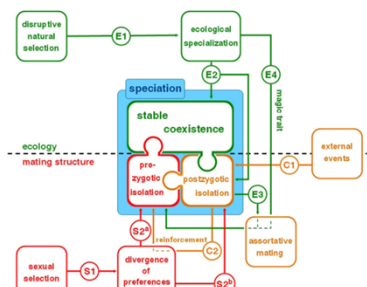 disruptive
natural
selection
E1
ecological
specialization
E2
E4
speciation
magic trait
stable
coexistence
ecology
mating structure
external
events
pre-
zygotic
isolation
postzygotic
isolation
C1
E3
S2a
reinforcement
C2
assortative
mating
sexual
selection
S1
divergence
of
preferences
S2b